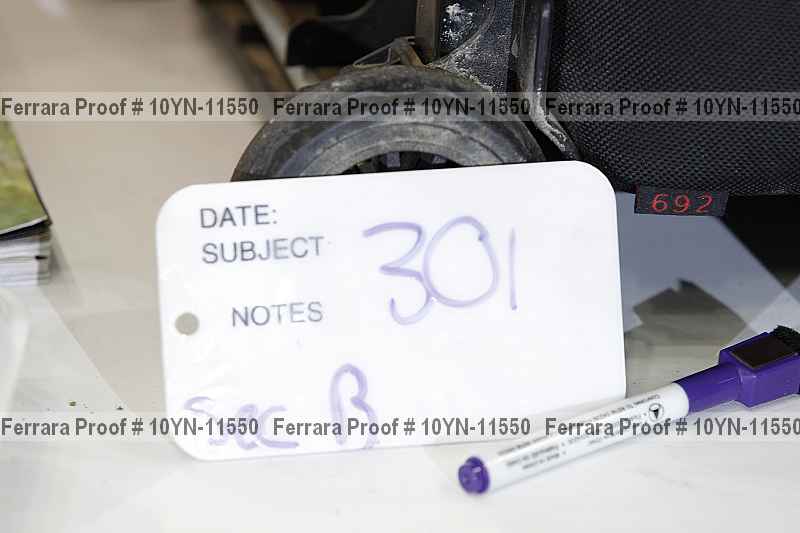 Ferrara Proof # 10YN-11550 Ferrara Proof # 10YN-11550 Ferrara Proof # 10YN-11550
692
DATE:
SUBJECT 301
NOTES
Sec B
Ferrara Proof # 10YN-11550 Ferrara Proof # 10YN-11550 Ferrara Proof # 10YN-11550